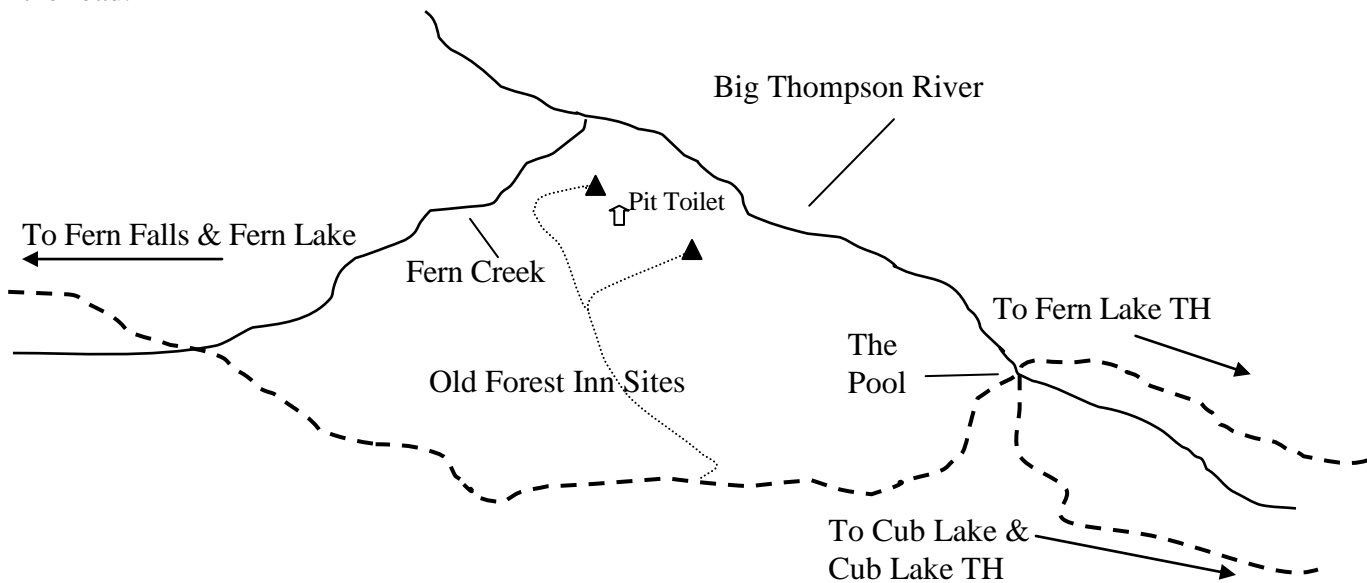 Big Thompson River
Pit Toilet
To Fern Falls & Fern Lake
Fern Creek
To Fern Lake TH
The
Pool
Old Forest Inn Sites
To Cub Lake &
Cub Lake TH